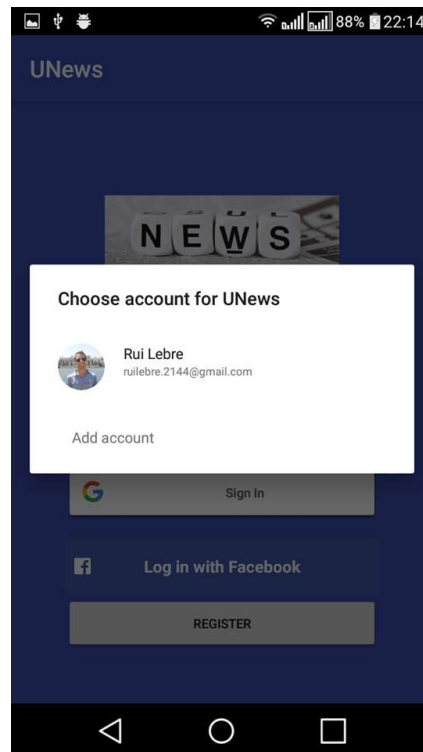 88% 22:14
UNews
NEWS
Choose account for UNews
Rui Lebre
ruilebre.2144@gmail.com
Add account
Sign In
Log in with Facebook
REGISTER